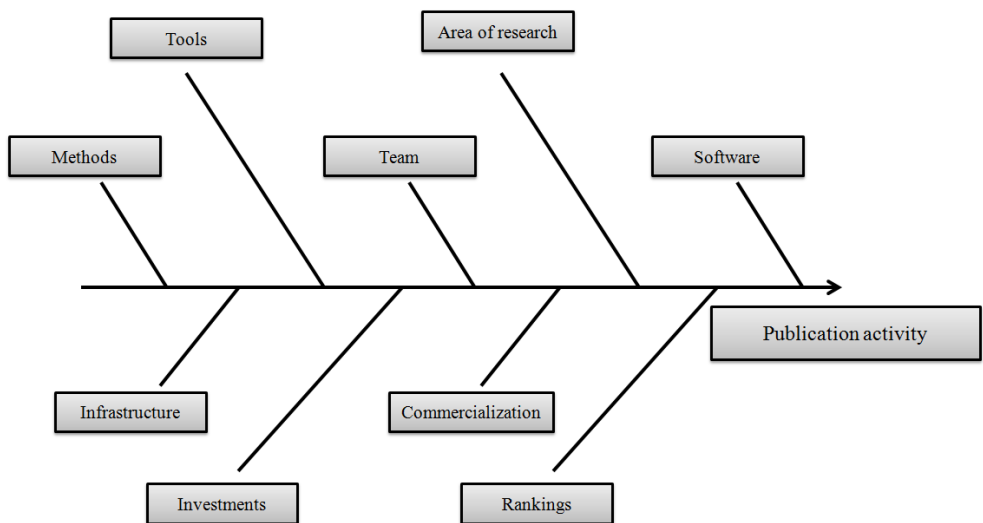 Tools
Area of research
Methods
Team
Software
Publication activity
Infrastructure
Commercialization
Investments
Rankings